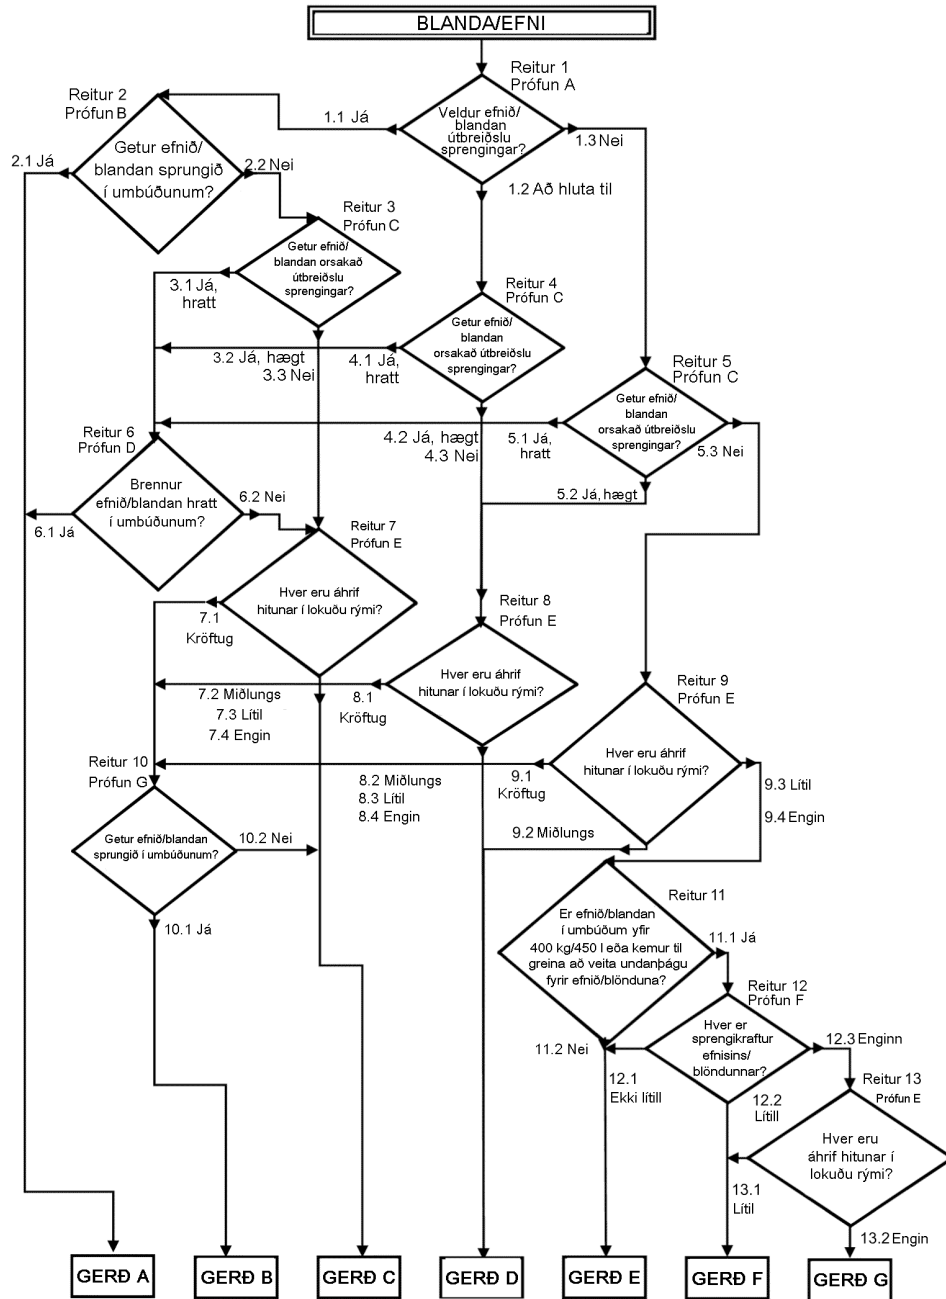 BLANDA/EFNI
Reitur 1
Prófun A
Veldur efnið/
blandan
útbreiðslu
sprengingar?
1.1 Já
1.3 Nei
1.2 Að hluta til
Reitur 2
Prófun B
Getur efnið/
blandan sprungið
í umbúðunum?
2.1 Já
2.2 Nei
Reitur 3
Prófun C
Getur efnið/
blandan orsakað
útbreiðslu
sprengingar?
3.1 Já,
hratt
3.2 Já, hægt
3.3 Nei
Reitur 4
Prófun C
Getur efnið/
blandan
orsakað útbreiðslu
sprengingar?
4.1 Já,
hratt
4.2 Já, hægt
4.3 Nei
Reitur 5
Prófun C
Getur efnið/
blandan
orsakað útbreiðslu
sprengingar?
5.1 Já,
hratt
5.3 Nei
5.2 Já, hægt
Reitur 6
Prófun D
Brennur
efnið/blandan hratt
í umbúðunum?
6.1 Já
6.2 Nei
Reitur 7
Prófun E
Hver eru áhrif
hitunar í lokuðu rými?
7.1
Kröftug
7.2 Miðlungs
7.3 Lítil
7.4 Engin
Reitur 8
Prófun E
Hver eru áhrif
hitunar í lokuðu rými?
8.1
Kröftug
8.2 Miðlungs
8.3 Lítil
8.4 Engin
Reitur 9
Prófun E
Hver eru áhrif
hitunar í lokuðu rými?
9.1
Kröftug
9.2 Miðlungs
9.3 Lítil
9.4 Engin
Reitur 10
Prófun G
Getur efnið/blandan
sprungið í umbúðunum?
10.2 Nei
10.1 Já
Reitur 11
Er efnið/blandan
í umbúðum yfir
400 kg/450 l eða kemur til
greina að veita undanþágu
fyrir efnið/blönduna?
11.1 Já
11.2 Nei
Reitur 12
Prófun F
Hver er
sprengikraftur
efnisins/
blöndunnar?
12.1
Ekki lítill
12.2
Lítill
12.3 Enginn
Reitur 13
Prófun E
Hver eru
áhrif hitunar í
lokuðu rými?
13.1
Lítil
13.2 Engin
GERÐ A
GERÐ B
GERÐ C
GERÐ D
GERÐ E
GERÐ F
GERÐ G